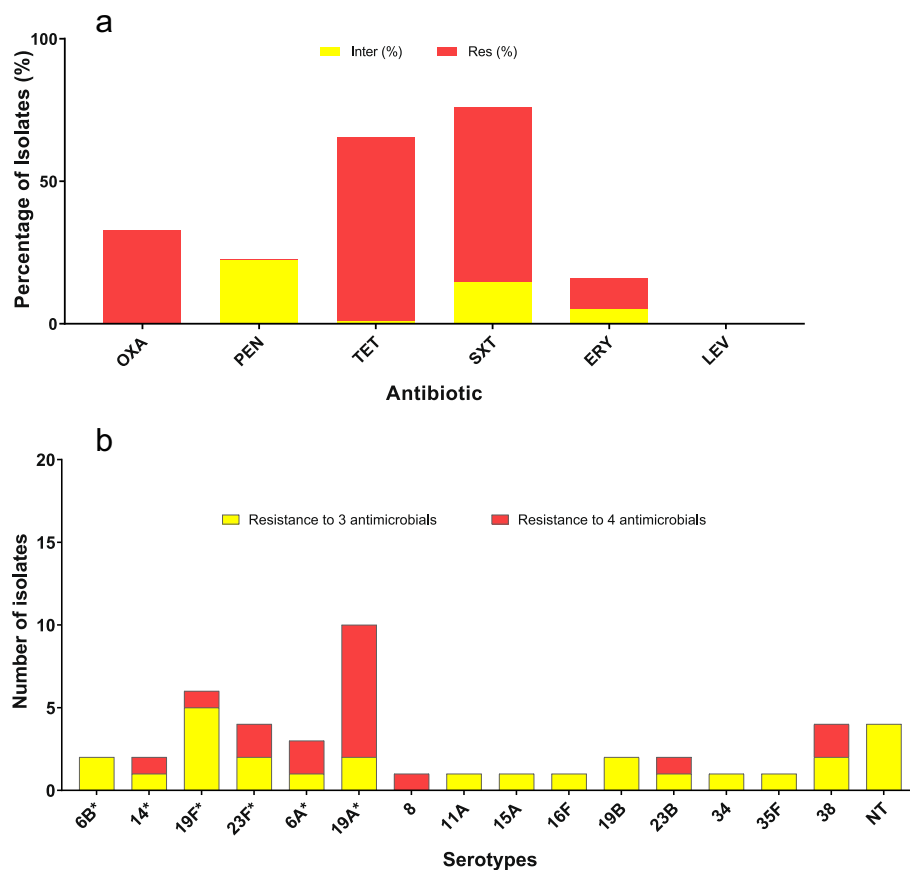 a
Inter (%) Res (%)
Percentage of Isolates (%)
100
50
0
OXA PEN TET SXT ERY LEV
Antibiotic
b
Number of isolates
20
15
10
5
0
Resistance to 3 antimicrobials Resistance to 4 antimicrobials
6B* 14* 19F* 23F* 6A* 19A* 8 11A 15A 16F 19B 23B 34 35F 38 NT
Serotypes